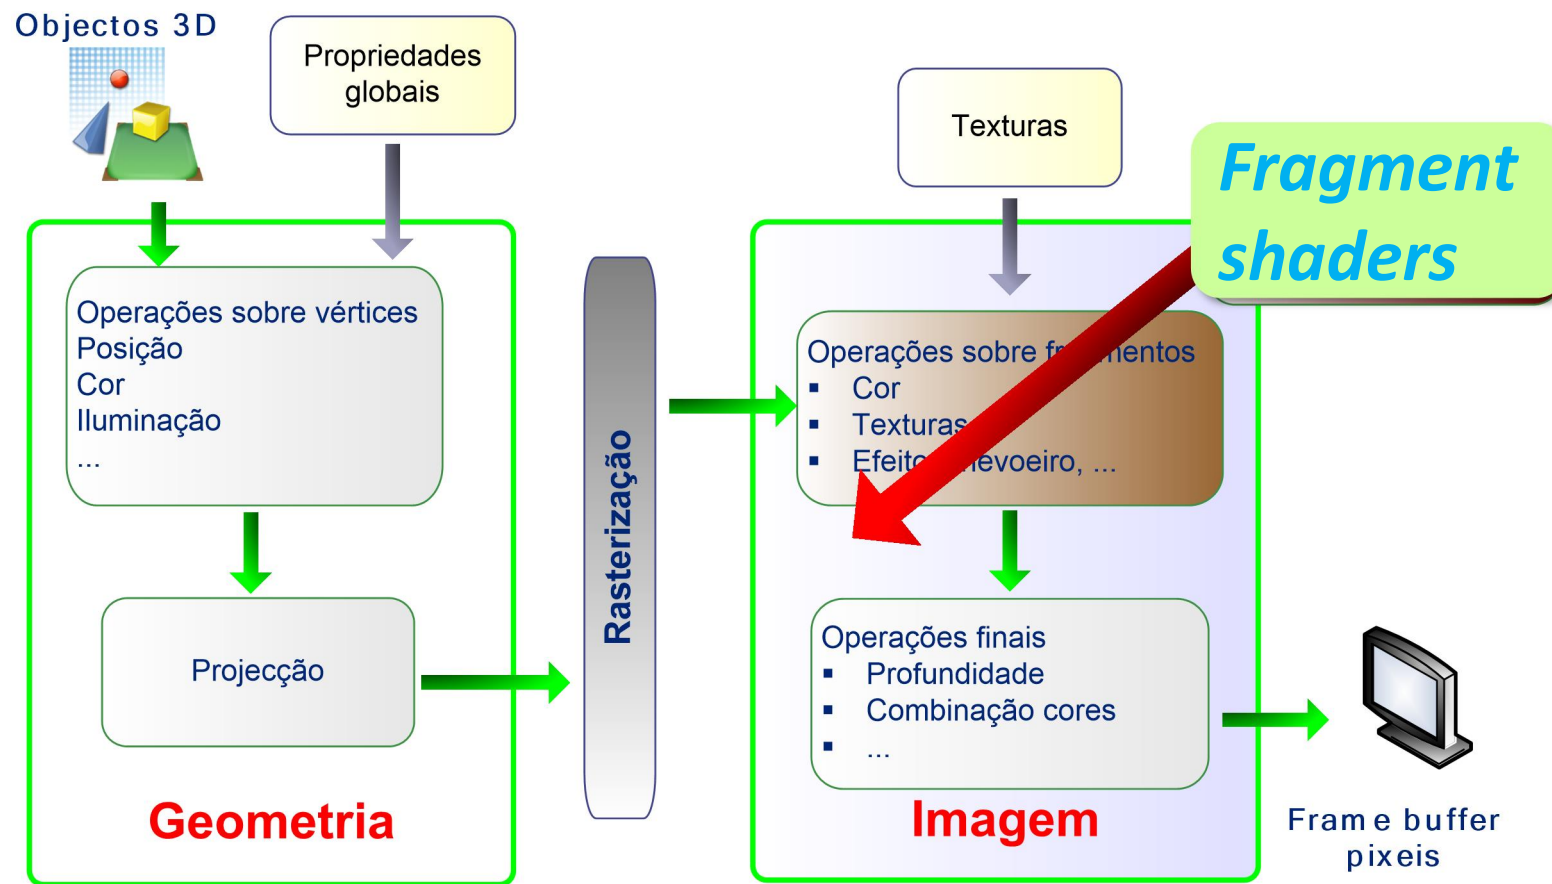 Objectos 3D
Propriedades
globais
Texturas
Fragment
shaders
Operações sobre vértices
Posição
Cor
Iluminação
...
Projecção
Geometria
Rasterização
Operações sobre
▪ Cor
▪ Texturas
▪ nevoeiro, ...
Operações finais
▪ Profundidade
▪ Combinação cores
▪ ...
Imagem
Frame buffer
pixeis